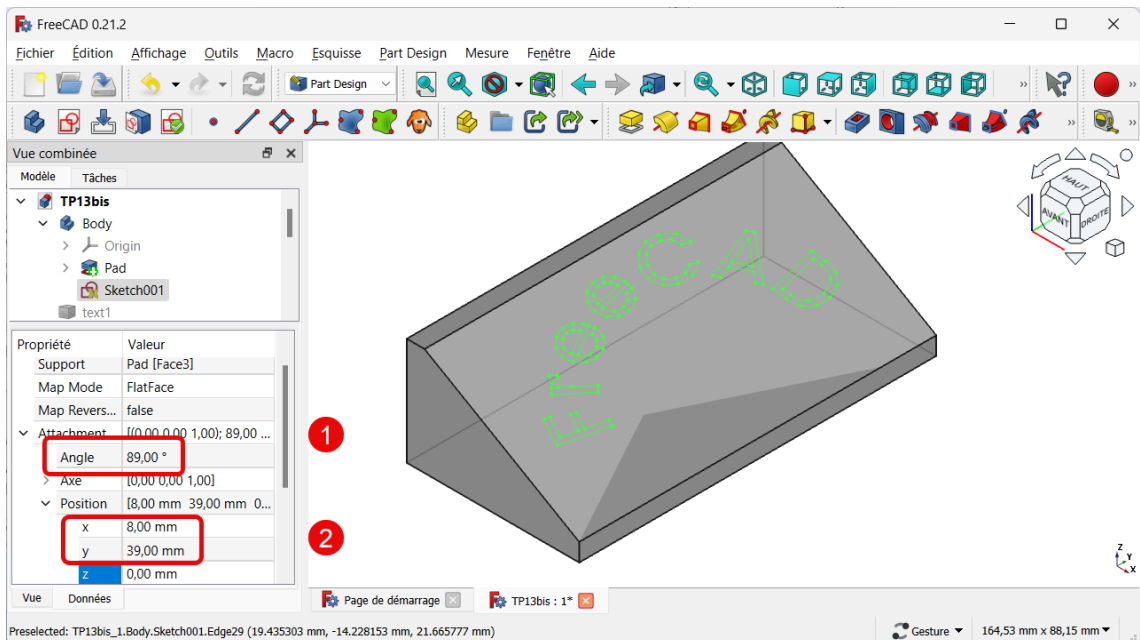 FreeCAD 0.21.2
Fichier Édition Affichage Outils Macro Esquisse Part Design Mesure Fenêtre Aide
Part Design
Vue combinée
Modèle Tâches
TP13bis
Body
Origin
Pad
Sketch001
text1
Propriété Valeur
Support Pad [Face3]
Map Mode FlatFace
Map Revers... false
Attachment [(0,00 0,00 1,00); 89,00 ...
Angle 89,00 °
Axe [0,00 0,00 1,00]
Position [8,00 mm 39,00 mm 0...
x 8,00 mm
y 39,00 mm
z 0,00 mm
1
2
FreeCAD
HAUT
AVANT
DROITE
Z
Y
X
Vue Données
Page de démarrage
TP13bis : 1*
Preselected: TP13bis_1.Body.Sketch001.Edge29 (19.435303 mm, -14.228153 mm, 21.665777 mm)
Gesture
164,53 mm x 88,15 mm